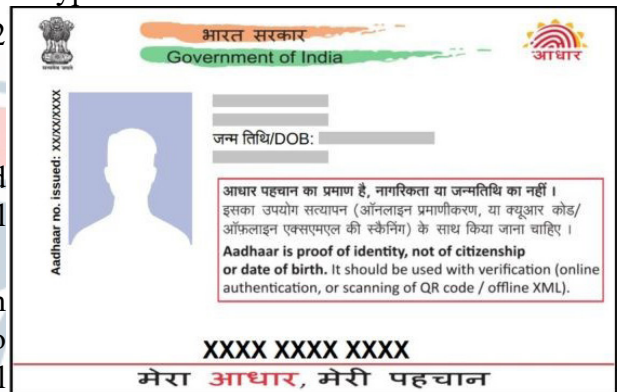 भारत सरकार
Government of India
आधार
Aadhaar no. issued: XX/XX/XXXX
जन्म तिथि/DOB:
आधार पहचान का प्रमाण है, नागरिकता या जन्मतिथि का नहीं ।
इसका उपयोग सत्यापन (ऑनलाइन प्रमाणीकरण, या क्यूआर कोड/
ऑफ़लाइन एक्सएमएल की स्कैनिंग) के साथ किया जाना चाहिए ।
Aadhaar is proof of identity, not of citizenship
or date of birth. It should be used with verification (online
authentication, or scanning of QR code / offline XML).
XXXX XXXX XXXX
मेरा आधार, मेरी पहचान